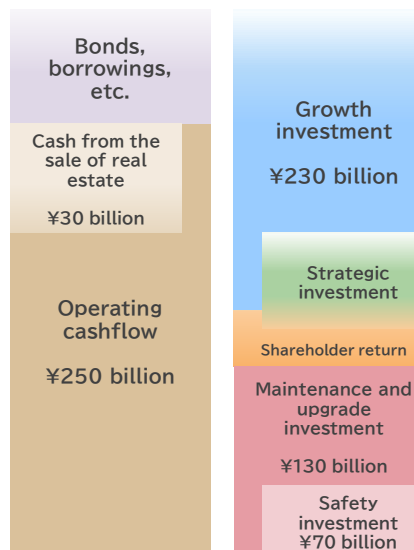 Bonds,
borrowings,
etc.
Cash from the
sale of real
estate
¥30 billion
Operating
cashflow
¥250 billion
Growth
investment
¥230 billion
Strategic
investment
Shareholder return
Maintenance and
upgrade
investment
¥130 billion
Safety
investment
¥70 billion